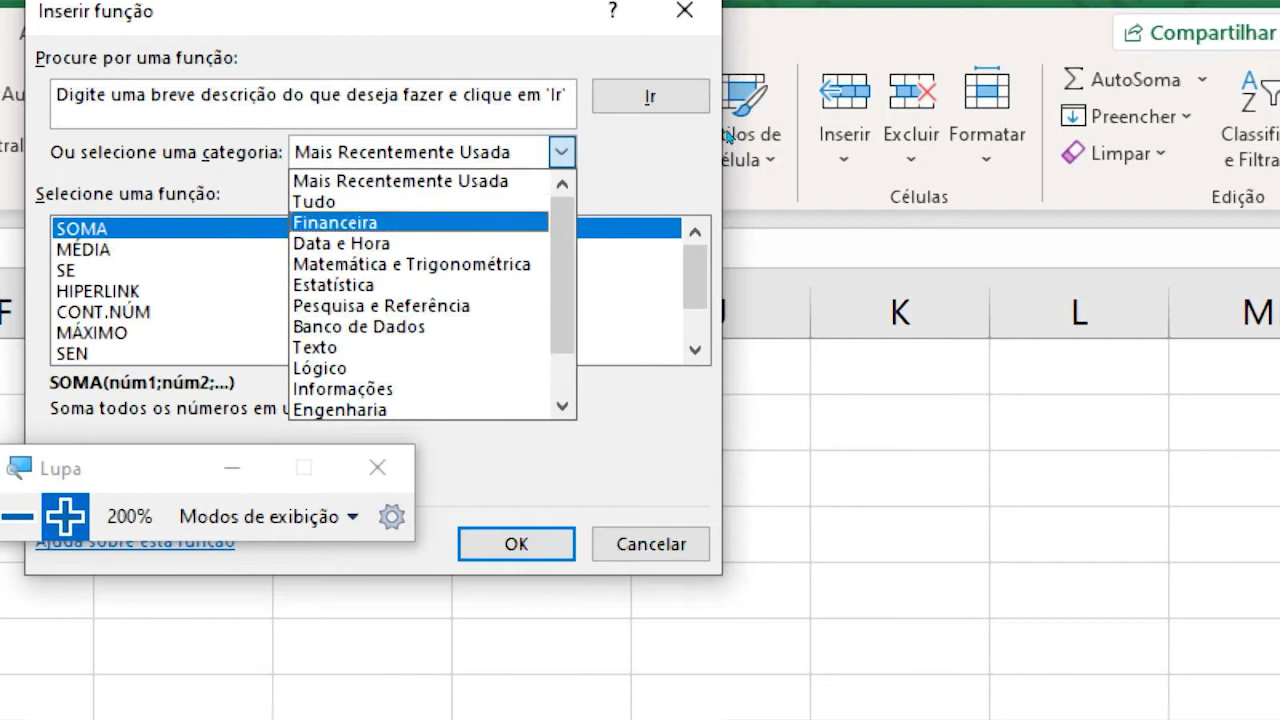 Inserir função
?
Procure por uma função:
Digite uma breve descrição do que deseja fazer e clique em 'Ir'
Ir
Ou selecione uma categoria:
Mais Recentemente Usada
Mais Recentemente Usada
Tudo
Financeira
Data e Hora
Matemática e Trigonométrica
Estatística
Pesquisa e Referência
Banco de Dados
Texto
Lógico
Informações
Engenharia
Selecione uma função:
SOMA
MÉDIA
SE
HIPERLINK
CONT.NÚM
MÁXIMO
SEN
SOMA(núm1;núm2;...)
Soma todos os números em
Lupa
200%
Modos de exibição
Ajuda sobre esta função
OK
Cancelar
Compartilhar
de
Inserir
Excluir
Formatar
Células
AutoSoma
Preencher
Limpar
AZ
Classifi
e Filtra
Edição
F
K
L
M